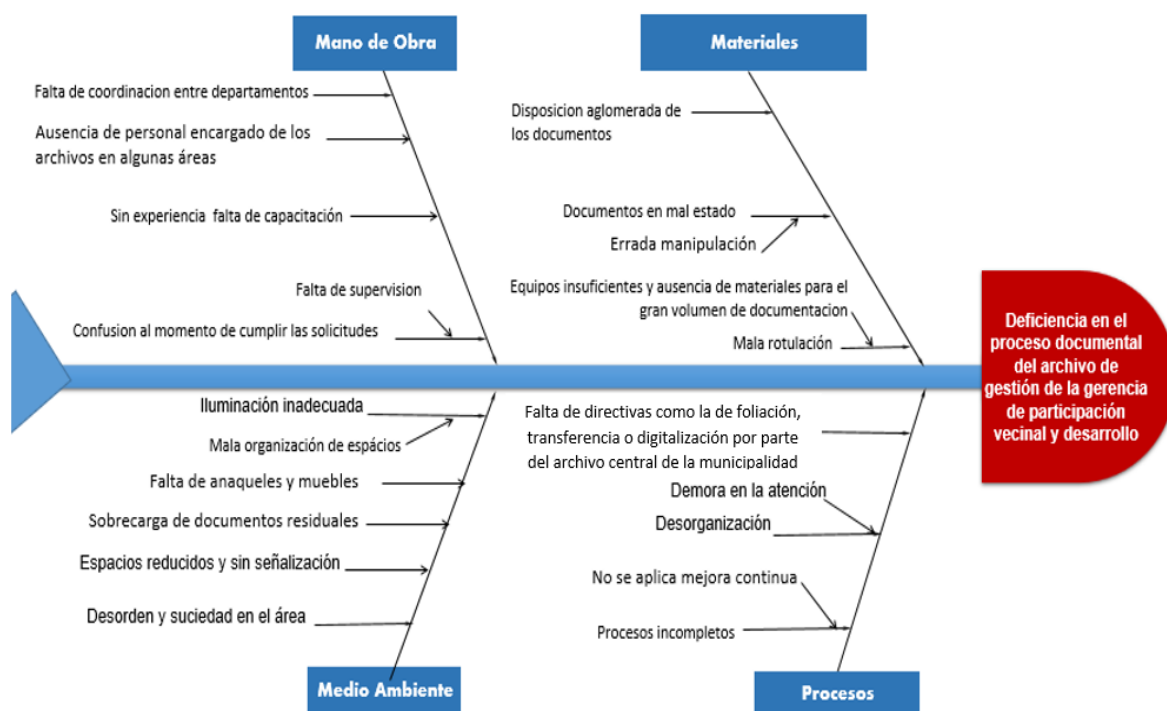 Mano de Obra
Materiales
Falta de coordinacion entre departamentos
Ausencia de personal encargado de los
archivos en algunas áreas
Sin experiencia falta de capacitación
Falta de supervision
Confusion al momento de cumplir las solicitudes
Disposicion aglomerada de
los documentos
Documentos en mal estado
Errada manipulación
Equipos insuficientes y ausencia de materiales para el
gran volumen de documentacion
Mala rotulación
Deficiencia en el
proceso documental
del archivo de
gestión de la gerencia
de participación
vecinal y desarrollo
Iluminación inadecuada
Mala organización de espácios
Falta de anaqueles y muebles
Sobrecarga de documentos residuales
Espacios reducidos y sin señalización
Desorden y suciedad en el área
Falta de directivas como la de foliación,
transferencia o digitalización por parte
del archivo central de la municipalidad
Demora en la atención
Desorganización
No se aplica mejora continua
Procesos incompletos
Medio Ambiente
Procesos